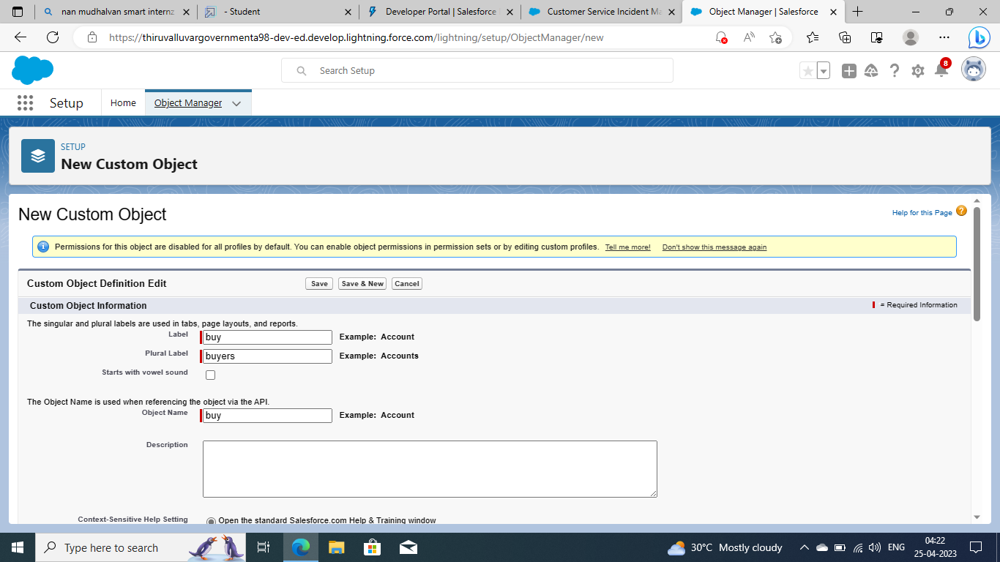 nan mudhalvan smart internz
- Student
Developer Portal | Salesforce
Customer Service Incident Ma
Object Manager | Salesforce
https://thiruvalluvargovernmenta98-dev-ed.develop.lightning.force.com/lightning/setup/ObjectManager/new
Search Setup
8
Setup
Home
Object Manager
SETUP
New Custom Object
New Custom Object
Help for this Page
Permissions for this object are disabled for all profiles by default. You can enable object permissions in permission sets or by editing custom profiles. Tell me more! Don't show this message again
Custom Object Definition Edit
Save
Save & New
Cancel
Custom Object Information
= Required Information
The singular and plural labels are used in tabs, page layouts, and reports.
Label
buy
Example: Account
Plural Label
buyers
Example: Accounts
Starts with vowel sound
The Object Name is used when referencing the object via the API.
Object Name
buy
Example: Account
Description
Context-Sensitive Help Setting
Open the standard Salesforce.com Help & Training window
Type here to search
30°C Mostly cloudy
ENG
04:22
25-04-2023